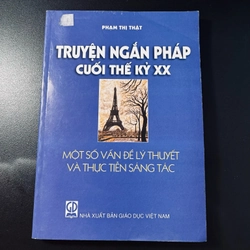 PHẠM THỊ THẬT
TRUYỆN NGẮN PHÁP
CUỐI THẾ KỶ XX
MỘT SỐ VẤN ĐỀ LÝ THUYẾT
VÀ THỰC TIỄN SÁNG TÁC
NHÀ XUẤT BẢN GIÁO DỤC VIỆT NAM